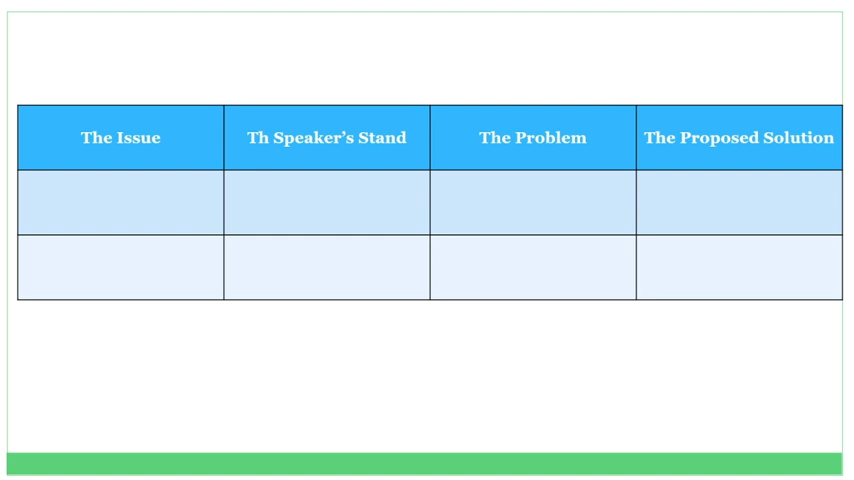 The Issue
Th Speaker's Stand
The Problem
The Proposed Solution